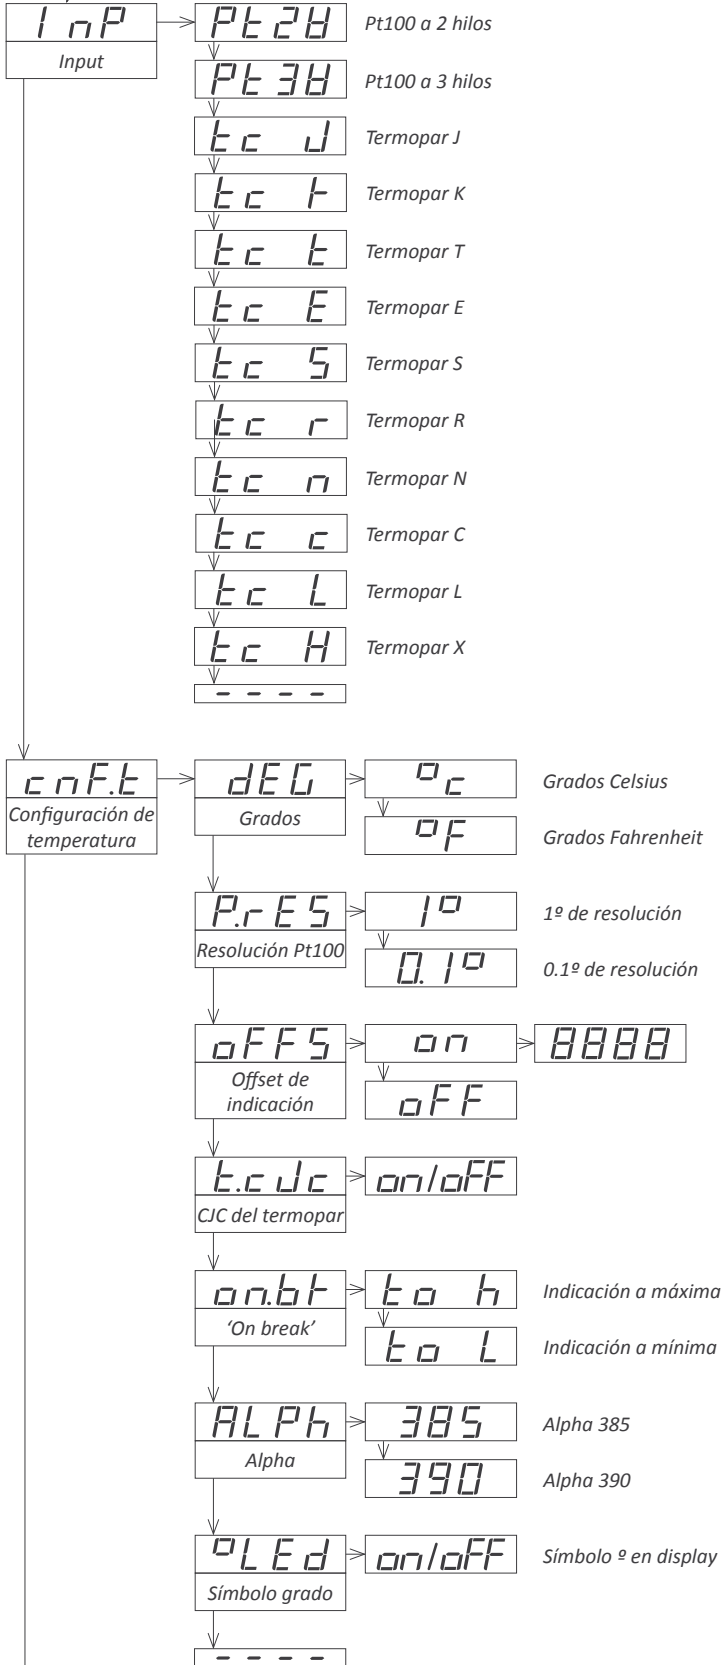 InP
Input
Pt2W
Pt100 a 2 hilos
Pt3W
Pt100 a 3 hilos
tc J
Termopar J
tc K
Termopar K
tc t
Termopar T
tc E
Termopar E
tc S
Termopar S
tc r
Termopar R
tc n
Termopar N
tc c
Termopar C
tc L
Termopar L
tc H
Termopar X
----
cnF.t
Configuración de
temperatura
dEG
Grados
ºc
Grados Celsius
ºF
Grados Fahrenheit
P.rES
Resolución Pt100
1º
1º de resolución
0.1º
0.1º de resolución
oFFS
Offset de
indicación
on
8888
oFF
t.cJc
CJC del termopar
on/oFF
on.bk
‘On break’
to h
Indicación a máxima
to L
Indicación a mínima
ALPh
Alpha
385
Alpha 385
390
Alpha 390
ºLEd
Símbolo grado
on/oFF
Símbolo º en display
----